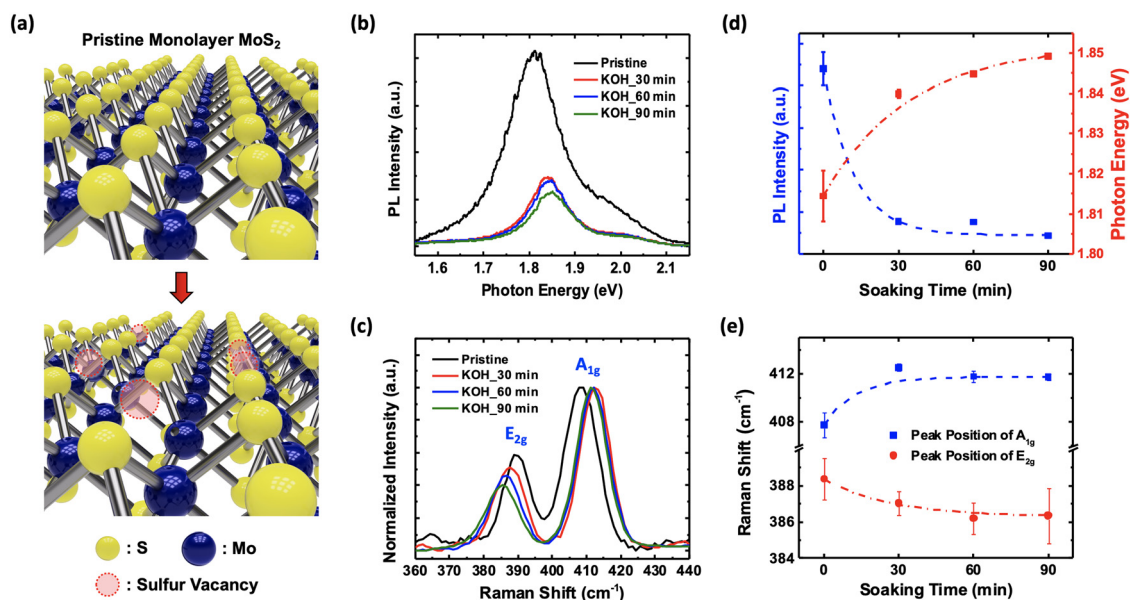 (a)
Pristine Monolayer MoS2
: S : Mo
: Sulfur Vacancy
(b)
PL Intensity (a.u.)
Pristine
KOH_30 min
KOH_60 min
KOH_90 min
1.6 1.7 1.8 1.9 2.0 2.1
Photon Energy (eV)
(c)
Normalized Intensity (a.u.)
Pristine
KOH_30 min
KOH_60 min
KOH_90 min
E2g
A1g
360 370 380 390 400 410 420 430 440
Raman Shift (cm-1)
(d)
PL Intensity (a.u.)
1.85
1.84
1.83
1.82
1.81
1.80
Photon Energy (eV)
0 30 60 90
Soaking Time (min)
(e)
Raman Shift (cm-1)
412
408
388
386
384
Peak Position of A1g
Peak Position of E2g
0 30 60 90
Soaking Time (min)